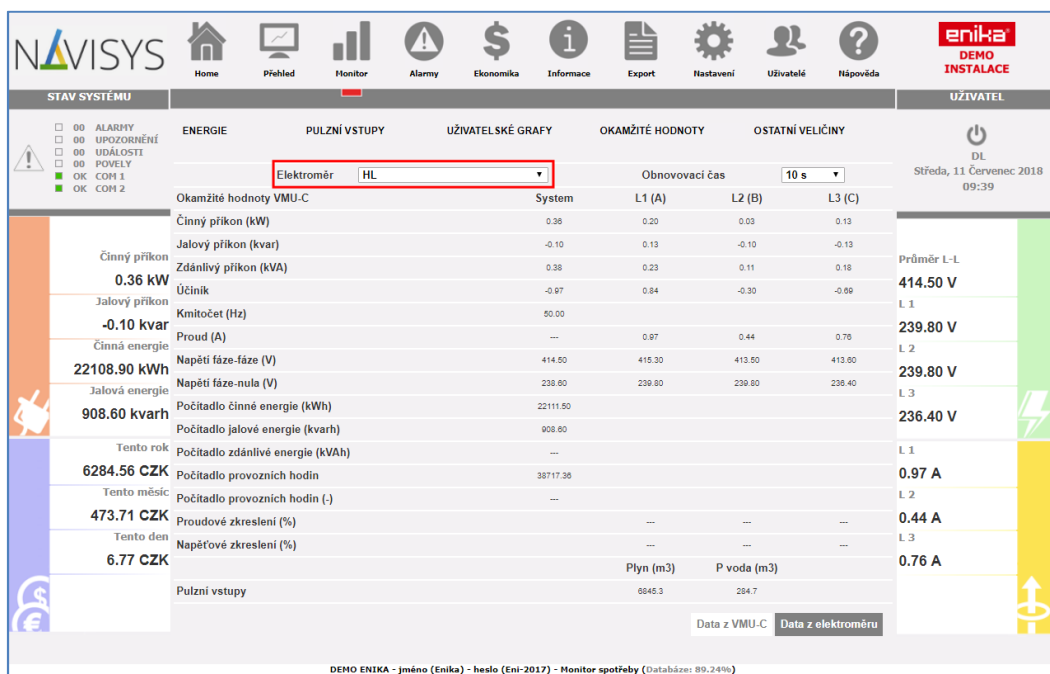 NAVISYS
Home Přehled Monitor Alarmy Ekonomika Informace Export Nastavení Uživatelé Nápověda
enika
DEMO
INSTALACE
STAV SYSTÉMU
UŽIVATEL
00 ALARMY
00 UPOZORNĚNÍ
00 UDÁLOSTI
00 POVELY
OK COM 1
OK COM 2
ENERGIE PULZNÍ VSTUPY UŽIVATELSKÉ GRAFY OKAMŽITÉ HODNOTY OSTATNÍ VELIČINY
DL
Středa, 11 Červenec 2018
09:39
Elektroměr HL Obnovovací čas 10 s
Okamžité hodnoty VMU-C System L1 (A) L2 (B) L3 (C)
Činný příkon (kW) 0.36 0.20 0.03 0.13
Jalový příkon (kvar) -0.10 0.13 -0.10 -0.13
Zdánlivý příkon (kVA) 0.38 0.23 0.11 0.18
Účiník -0.97 0.84 -0.30 -0.69
Kmitočet (Hz) 50.00
Proud (A) --- 0.97 0.44 0.76
Napětí fáze-fáze (V) 414.50 415.30 413.50 413.60
Napětí fáze-nula (V) 238.60 239.80 239.80 236.40
Počítadlo činné energie (kWh) 22111.50
Počítadlo jalové energie (kvarh) 908.60
Počítadlo zdánlivé energie (kVAh) ---
Počítadlo provozních hodin 38717.36
Počítadlo provozních hodin (-) ---
Proudové zkreslení (%) --- --- ---
Napěťové zkreslení (%) --- --- ---
Plyn (m3) P voda (m3)
Pulzní vstupy 6845.3 284.7
Data z VMU-C Data z elektroměru
Činný příkon
0.36 kW
Jalový příkon
-0.10 kvar
Činná energie
22108.90 kWh
Jalová energie
908.60 kvarh
Tento rok
6284.56 CZK
Tento měsíc
473.71 CZK
Tento den
6.77 CZK
Průměr L-L
414.50 V
L 1
239.80 V
L 2
239.80 V
L 3
236.40 V
L 1
0.97 A
L 2
0.44 A
L 3
0.76 A
DEMO ENIKA - jméno (Enika) - heslo (Eni-2017) - Monitor spotřeby (Databáze: 89.24%)